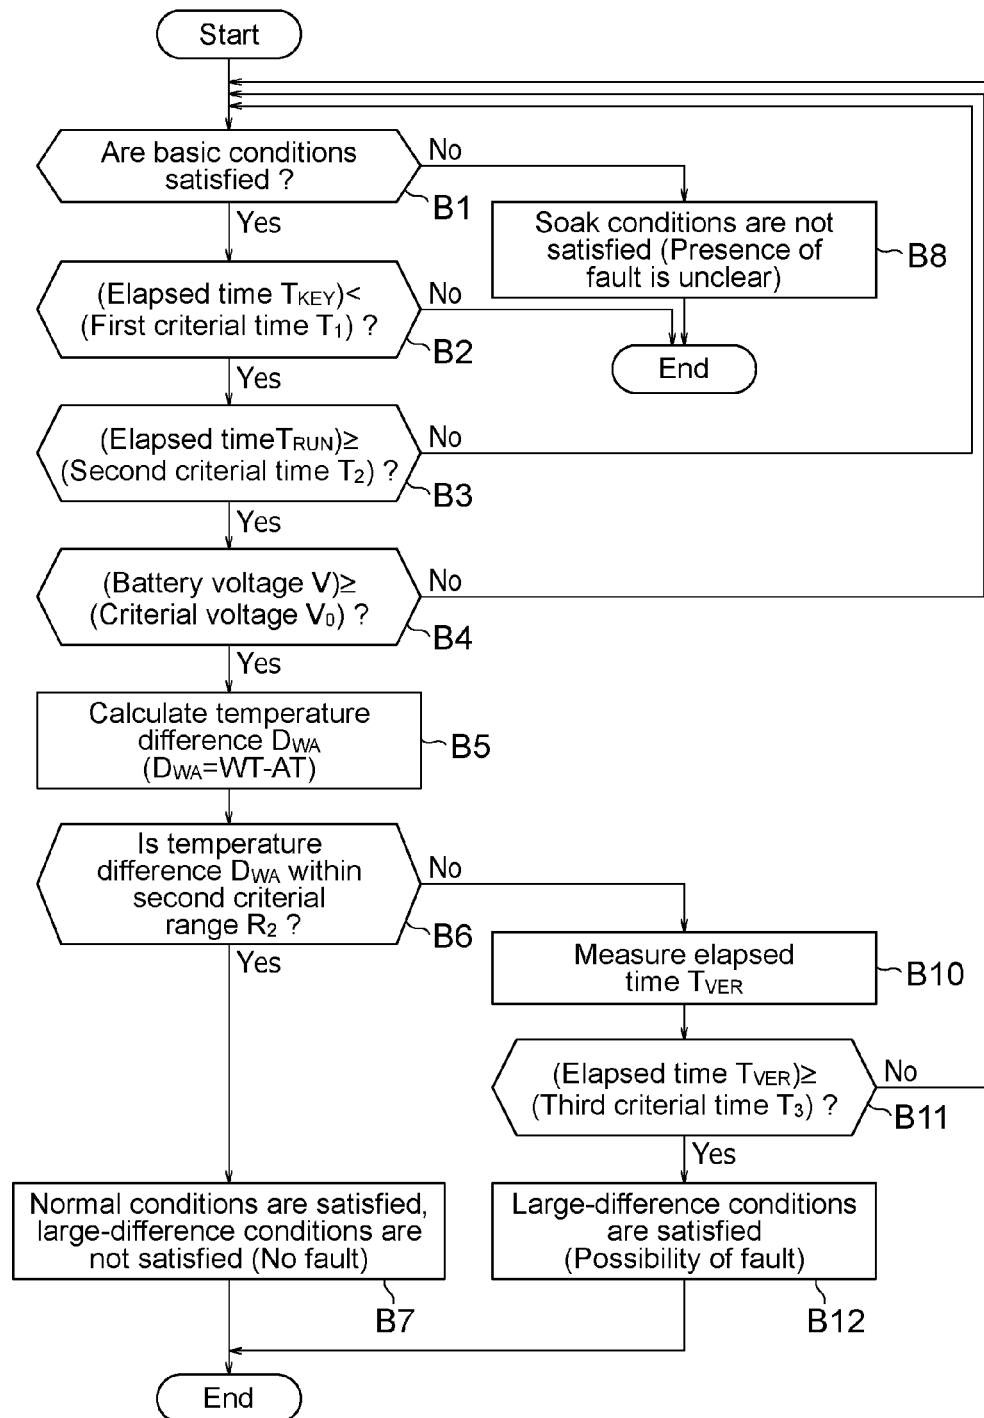 Start
Are basic conditions
satisfied ?
No
B1
Yes
Soak conditions are not
satisfied (Presence of
fault is unclear)
B8
(Elapsed time TKEY)<
(First criterial time T1) ?
No
B2
Yes
End
(Elapsed timeTRUN)≥
(Second criterial time T2) ?
No
B3
Yes
(Battery voltage V)≥
(Criterial voltage V0) ?
No
B4
Yes
Calculate temperature
difference DWA
(DWA=WT-AT)
B5
Is temperature
difference DWA within
second criterial
range R2 ?
No
B6
Yes
Measure elapsed
time TVER
B10
(Elapsed time TVER)≥
(Third criterial time T3) ?
No
B11
Yes
Normal conditions are satisfied,
large-difference conditions are
not satisfied (No fault)
B7
Large-difference conditions
are satisfied
(Possibility of fault)
B12
End